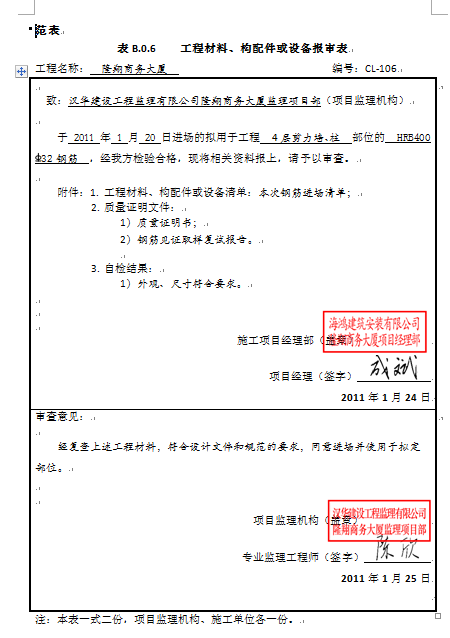 范表
表 B.0.6 工程材料、构配件或设备报审表
工程名称： 隆翔商务大厦 编号：CL-106
致：汉华建设工程监理有限公司隆翔商务大厦监理项目部（项目监理机构）
于 2011 年 1 月 20 日进场的拟用于工程 4 层剪力墙、柱 部位的 HRB400
Φ32 钢筋 ，经我方检验合格，现将相关资料报上，请予以审查。
附件：1. 工程材料、构配件或设备清单：本次钢筋进场清单；
2. 质量证明文件：
1）质量证明书；
2）钢筋见证取样复试报告。
3. 自检结果：
1）外观、尺寸符合要求。
海鸿建筑安装有限公司
隆翔商务大厦项目经理部
施工项目经理部（盖章）
项目经理（签字） 成斌
2011 年 1 月 24 日
审查意见：
经复查上述工程材料，符合设计文件和规范的要求，同意进场并使用于拟定
部位。
汉华建设工程监理有限公司
隆翔商务大厦监理项目部
项目监理机构（盖章）
专业监理工程师（签字） 陈欣
2011 年 1 月 25 日
注：本表一式二份，项目监理机构、施工单位各一份。